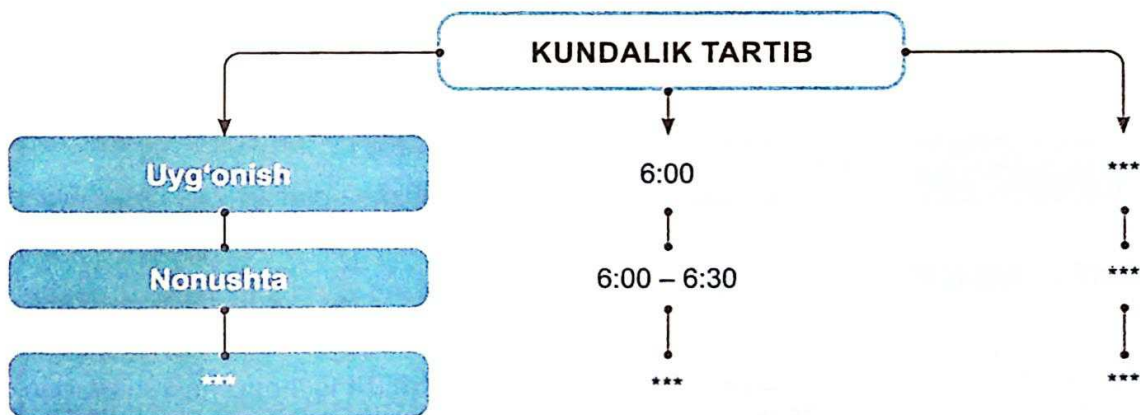 KUNDALIK TARTIB
Uyg‘onish 6:00 ***
Nonushta 6:00 – 6:30 ***
*** *** ***